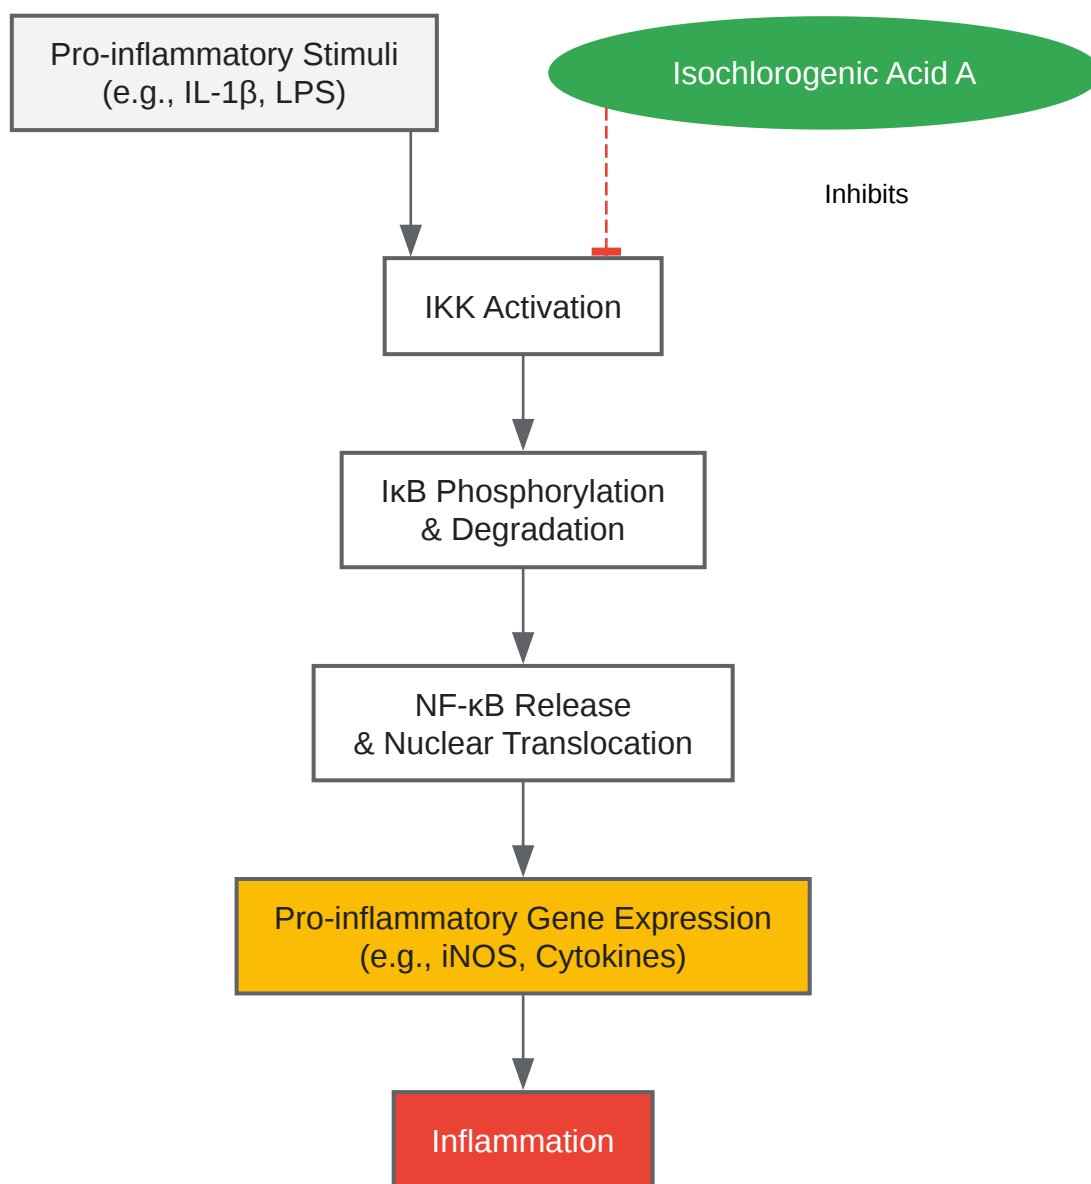 Pro-inflammatory Stimuli
(e.g., IL-1β, LPS)
Isochlorogenic Acid A
Inhibits
IKK Activation
IκB Phosphorylation
& Degradation
NF-κB Release
& Nuclear Translocation
Pro-inflammatory Gene Expression
(e.g., iNOS, Cytokines)
Inflammation